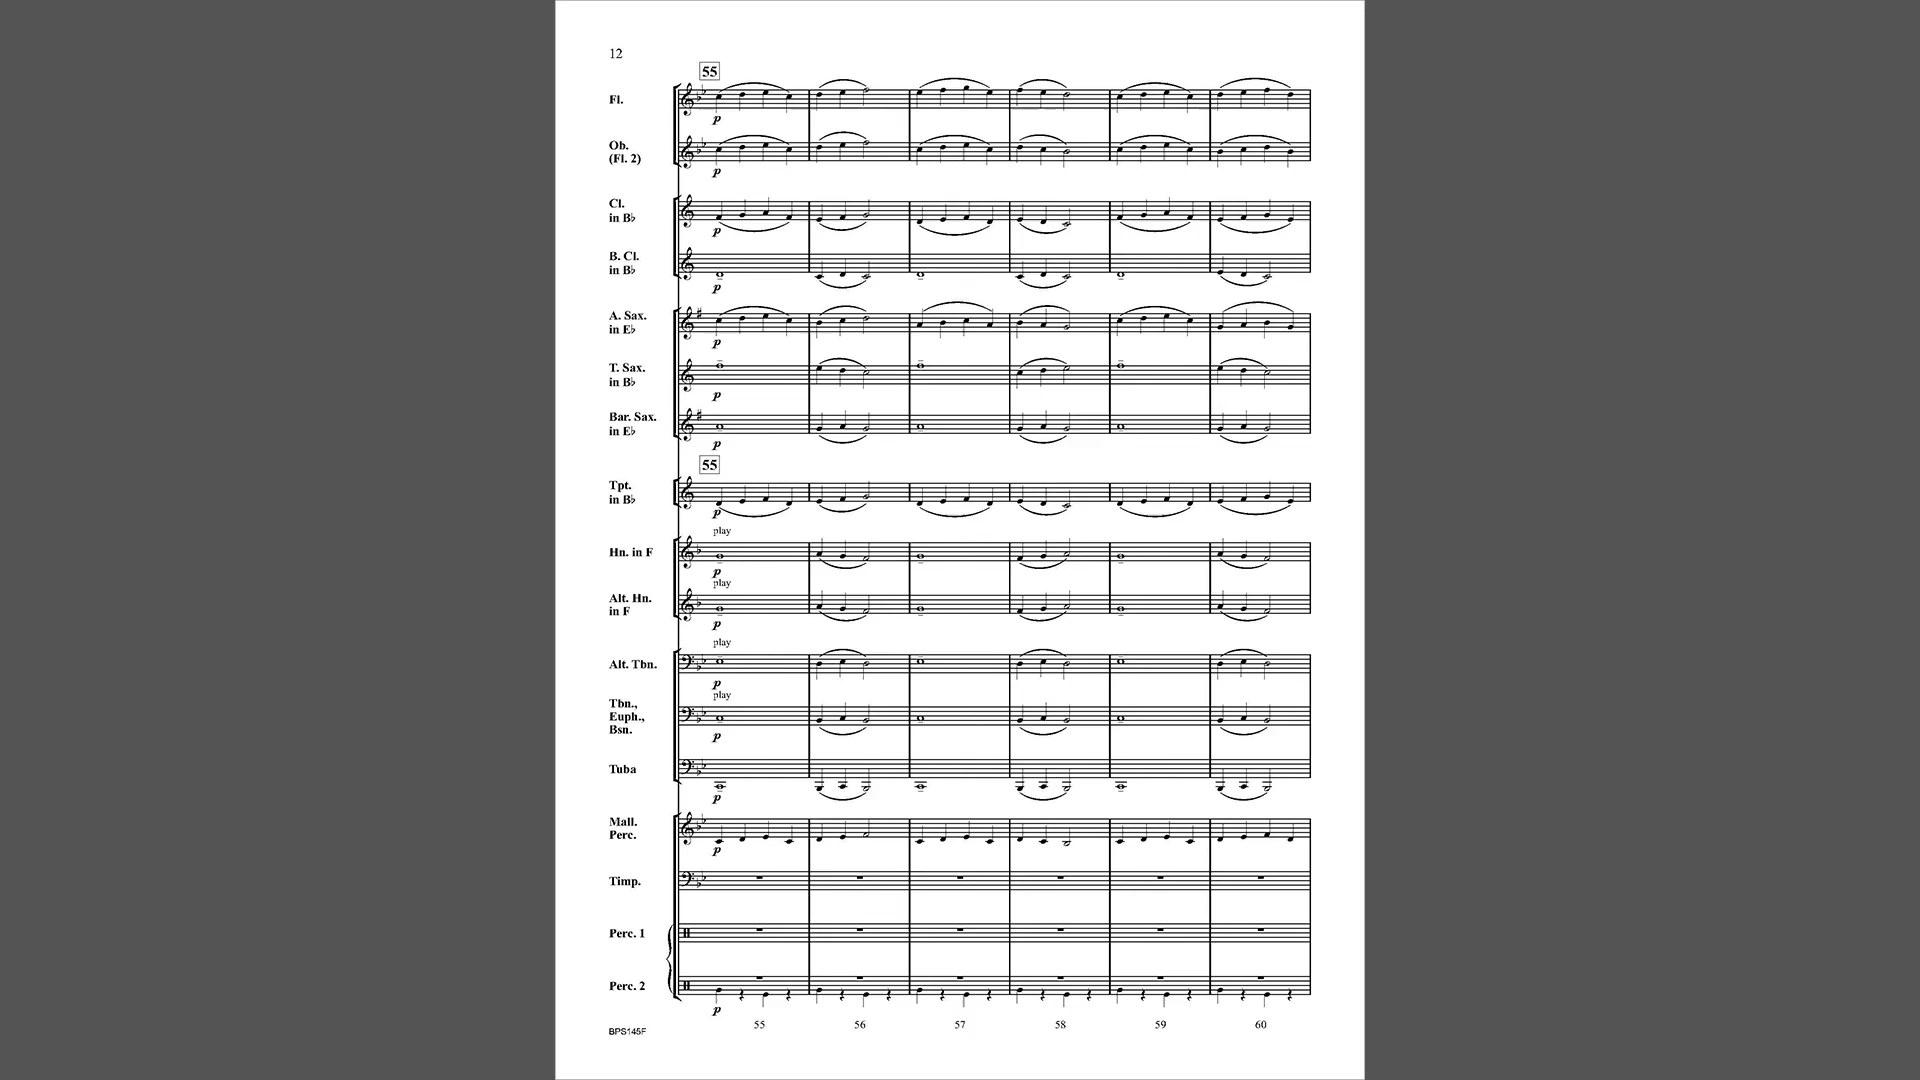 12
55
Fl.
p
Ob.
(Fl. 2)
p
Cl.
in B♭
p
B. Cl.
in B♭
p
A. Sax.
in E♭
p
T. Sax.
in B♭
p
Bar. Sax.
in E♭
p
55
Tpt.
in B♭
p
play
Hn. in F
p
play
Alt. Hn.
in F
p
play
Alt. Tbn.
p
play
Tbn.,
Euph.,
Bsn.
p
Tuba
p
Mall.
Perc.
p
Timp.
Perc. 1
Perc. 2
p
55 56 57 58 59 60
BPS145F